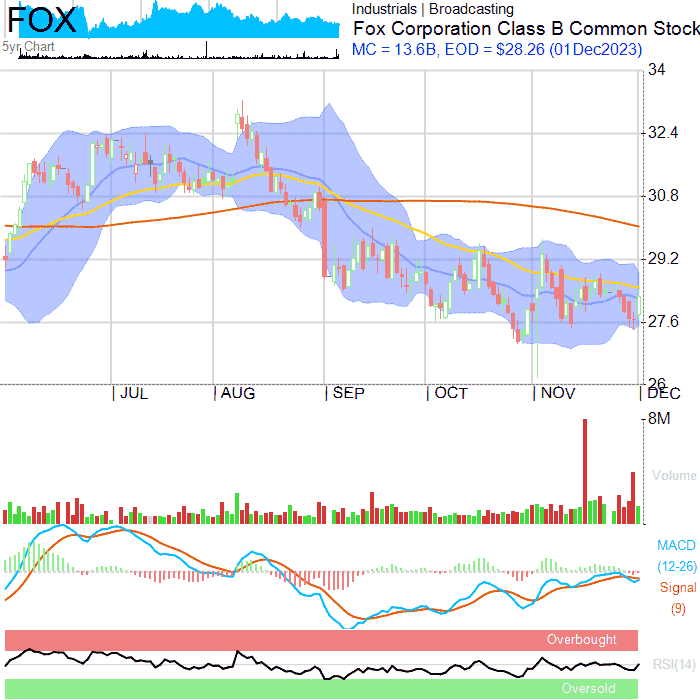 FOX
Industrials | Broadcasting
Fox Corporation Class B Common Stock
5yr Chart
MC = 13.6B, EOD = $28.26 (01Dec2023)
34
32.4
30.8
29.2
27.6
26
JUL
AUG
SEP
OCT
NOV
DEC
8M
Volume
MACD
(12-26)
Signal
(9)
Overbought
RSI(14)
Oversold